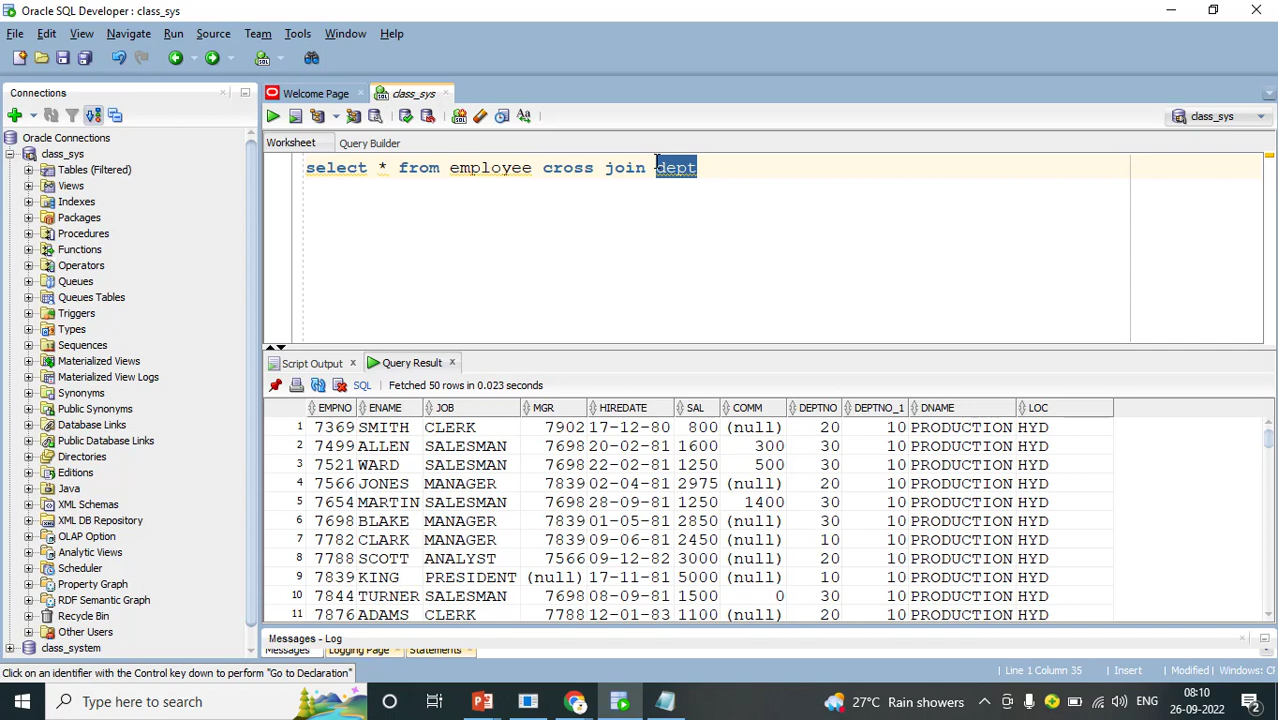 Oracle SQL Developer : class_sys
File Edit View Navigate Run Source Team Tools Window Help
Connections
Welcome Page
class_sys
class_sys
Worksheet Query Builder
select * from employee cross join dept
Oracle Connections
class_sys
Tables (Filtered)
Views
Indexes
Packages
Procedures
Functions
Operators
Queues
Queues Tables
Triggers
Types
Sequences
Materialized Views
Materialized View Logs
Synonyms
Public Synonyms
Database Links
Public Database Links
Directories
Editions
Java
XML Schemas
XML DB Repository
OLAP Option
Analytic Views
Scheduler
Property Graph
RDF Semantic Graph
Recycle Bin
Other Users
class_system
Script Output Query Result
SQL Fetched 50 rows in 0.023 seconds
EMPNO ENAME JOB MGR HIREDATE SAL COMM DEPTNO DEPTNO_1 DNAME LOC
1 7369 SMITH CLERK 7902 17-12-80 800 (null) 20 10 PRODUCTION HYD
2 7499 ALLEN SALESMAN 7698 20-02-81 1600 300 30 10 PRODUCTION HYD
3 7521 WARD SALESMAN 7698 22-02-81 1250 500 30 10 PRODUCTION HYD
4 7566 JONES MANAGER 7839 02-04-81 2975 (null) 20 10 PRODUCTION HYD
5 7654 MARTIN SALESMAN 7698 28-09-81 1250 1400 30 10 PRODUCTION HYD
6 7698 BLAKE MANAGER 7839 01-05-81 2850 (null) 30 10 PRODUCTION HYD
7 7782 CLARK MANAGER 7839 09-06-81 2450 (null) 10 10 PRODUCTION HYD
8 7788 SCOTT ANALYST 7566 09-12-82 3000 (null) 20 10 PRODUCTION HYD
9 7839 KING PRESIDENT (null) 17-11-81 5000 (null) 10 10 PRODUCTION HYD
10 7844 TURNER SALESMAN 7698 08-09-81 1500 0 30 10 PRODUCTION HYD
11 7876 ADAMS CLERK 7788 12-01-83 1100 (null) 20 10 PRODUCTION HYD
Messages - Log
Messages Logging Page Statements
Click on an identifier with the Control key down to perform "Go to Declaration"
Line 1 Column 35 Insert Modified Windows: CF
Type here to search
27°C Rain showers
ENG
08:10
26-09-2022
2